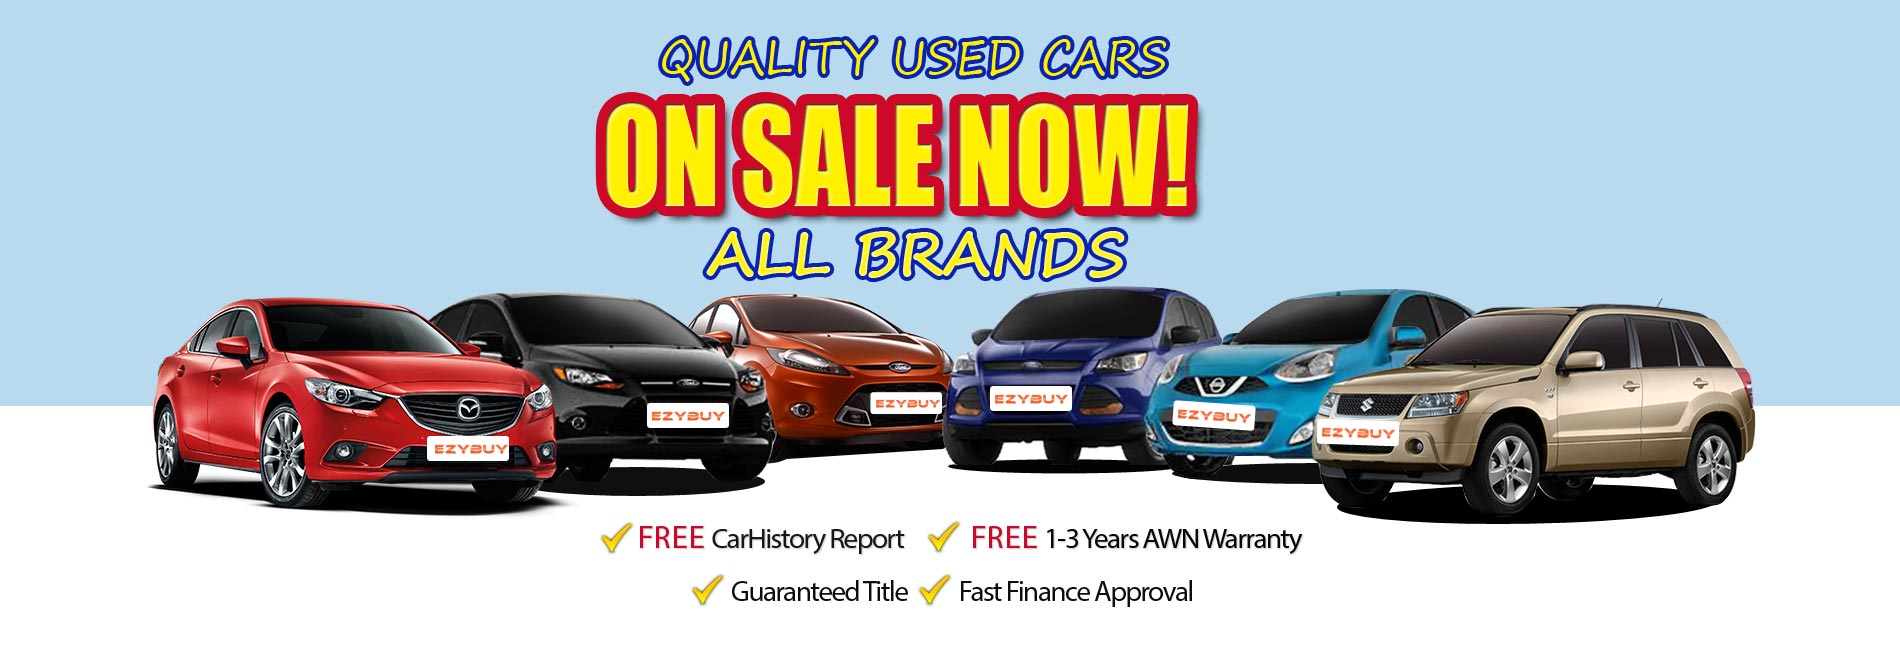 QUALITY USED CARS
ON SALE NOW!
ALL BRANDS
EZYBUY
EZYBUY
EZYBUY
EZYBUY
EZYBUY
EZYBUY
Ford
FREE CarHistory Report
FREE 1-3 Years AWN Warranty
Guaranteed Title
Fast Finance Approval